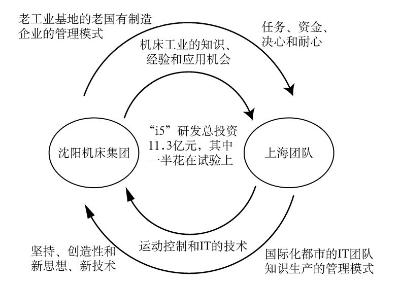 老工业基地的老国有制造
企业的管理模式
任务、资金、
决心和耐心
机床工业的知识、
经验和应用机会
沈阳机床集团
“i5”研发总投资
11.3亿元，其中
一半花在试验上
上海团队
坚持、创造性和
新思想、新技术
运动控制和IT的技术
国际化都市的IT团队
知识生产的管理模式